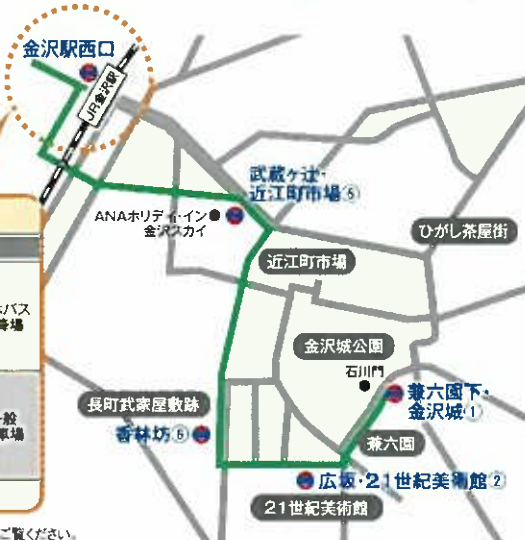 金沢駅西口
JR金沢駅
武蔵ヶ辻・
近江町市場⑥
ANAホリディ・イン
金沢スカイ
ひがし茶屋街
近江町市場
バス
金沢城公園
石川門
兼六園下・
金沢城①
長町武家屋敷跡
香林坊⑥
兼六園
広坂・21世紀美術館②
21世紀美術館
ご覧ください。